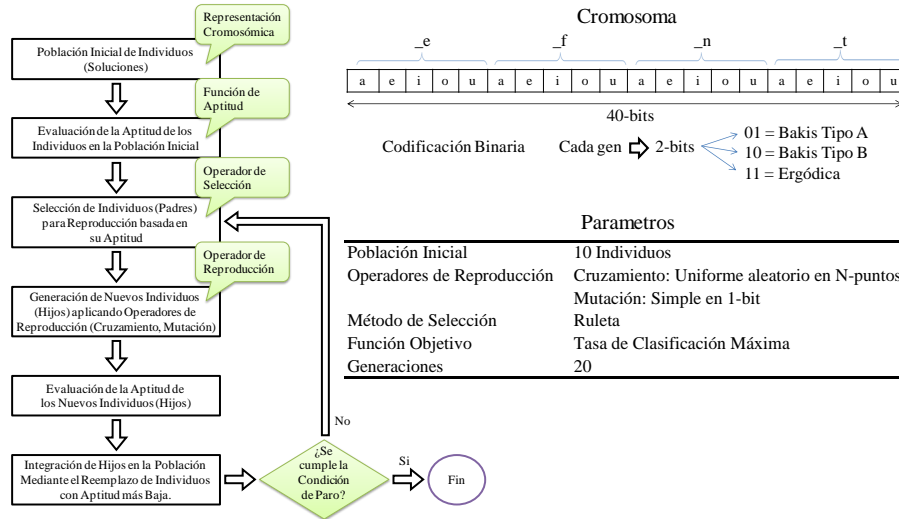 Representación
Cromosómica
Población Inicial de Individuos
(Soluciones)
Función de
Aptitud
Evaluación de la Aptitud de los
Individuos en la Población Inicial
Operador de
Selección
Selección de Individuos (Padres)
para Reproducción basada en
su Aptitud
Operador de
Reproducción
Generación de Nuevos Individuos
(Hijos) aplicando Operadores de
Reproducción (Cruzamiento, Mutación)
Evaluación de la Aptitud de
los Nuevos Individuos (Hijos)
Integración de Hijos en la Población
Mediante el Reemplazo de Individuos
con Aptitud más Baja.
¿Se
cumple la
Condición
de Paro?
No
Si
Fin
Cromosoma
_e _f _n _t
a e i o u a e i o u a e i o u a e i o u
40-bits
Codificación Binaria Cada gen 2-bits
01 = Bakis Tipo A
10 = Bakis Tipo B
11 = Ergódica
Parametros
Población Inicial 10 Individuos
Operadores de Reproducción Cruzamiento: Uniforme aleatorio en N-puntos
Mutación: Simple en 1-bit
Método de Selección Ruleta
Función Objetivo Tasa de Clasificación Máxima
Generaciones 20